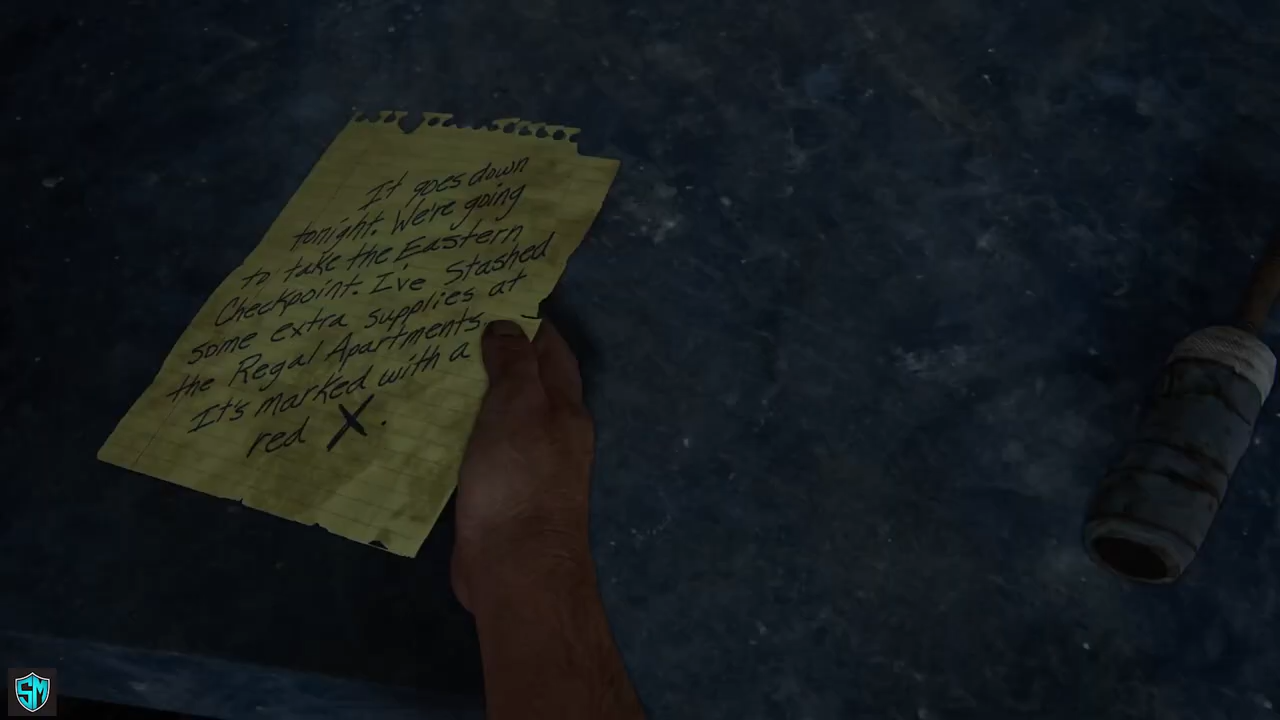 It goes down
tonight. We're going
to take the Eastern
Checkpoint. I've Stashed
some extra supplies at
the Regal Apartments
It's marked with a
red X.
SM